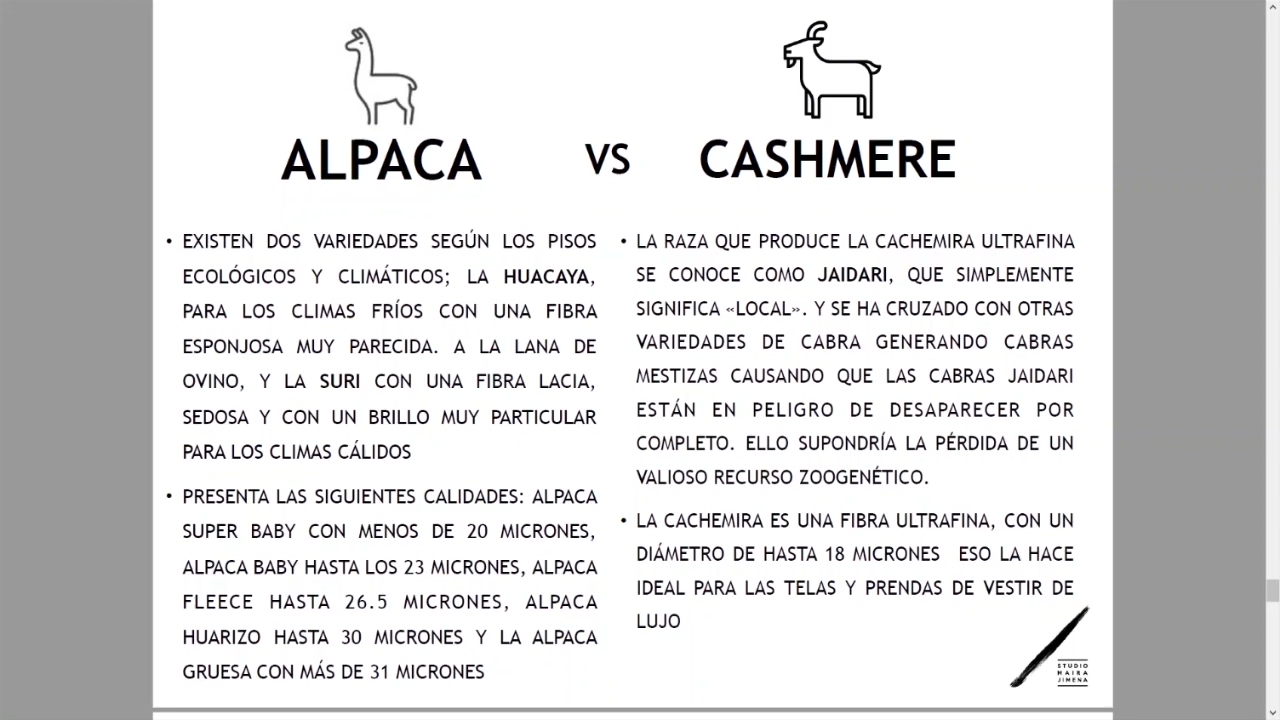 ALPACA VS CASHMERE
• EXISTEN DOS VARIEDADES SEGÚN LOS PISOS
ECOLÓGICOS Y CLIMÁTICOS; LA HUACAYA,
PARA LOS CLIMAS FRÍOS CON UNA FIBRA
ESPONJOSA MUY PARECIDA. A LA LANA DE
OVINO, Y LA SURI CON UNA FIBRA LACIA,
SEDOSA Y CON UN BRILLO MUY PARTICULAR
PARA LOS CLIMAS CÁLIDOS
• PRESENTA LAS SIGUIENTES CALIDADES: ALPACA
SUPER BABY CON MENOS DE 20 MICRONES,
ALPACA BABY HASTA LOS 23 MICRONES, ALPACA
FLEECE HASTA 26.5 MICRONES, ALPACA
HUARIZO HASTA 30 MICRONES Y LA ALPACA
GRUESA CON MÁS DE 31 MICRONES
• LA RAZA QUE PRODUCE LA CACHEMIRA ULTRAFINA
SE CONOCE COMO JAIDARI, QUE SIMPLEMENTE
SIGNIFICA «LOCAL». Y SE HA CRUZADO CON OTRAS
VARIEDADES DE CABRA GENERANDO CABRAS
MESTIZAS CAUSANDO QUE LAS CABRAS JAIDARI
ESTÁN EN PELIGRO DE DESAPARECER POR
COMPLETO. ELLO SUPONDRÍA LA PÉRDIDA DE UN
VALIOSO RECURSO ZOOGENÉTICO.
• LA CACHEMIRA ES UNA FIBRA ULTRAFINA, CON UN
DIÁMETRO DE HASTA 18 MICRONES ESO LA HACE
IDEAL PARA LAS TELAS Y PRENDAS DE VESTIR DE
LUJO
STUDIO
MAIRA
JIMENA